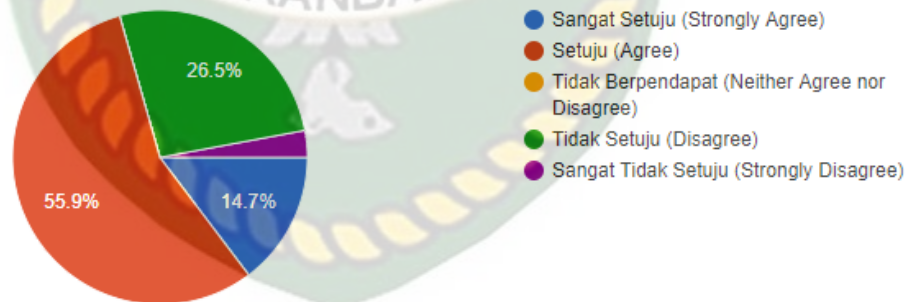 Sangat Setuju (Strongly Agree)
Setuju (Agree)
Tidak Berpendapat (Neither Agree nor
Disagree)
Tidak Setuju (Disagree)
Sangat Tidak Setuju (Strongly Disagree)
26.5%
55.9%
14.7%